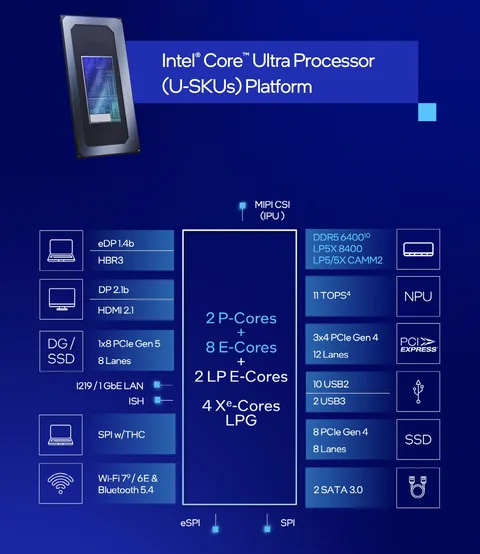 Intel® Core™ Ultra Processor
(U-SKUs) Platform
MIPI CSI
(IPU)
eDP 1.4b
HBR3
DP 2.1b
HDMI 2.1
DG /
SSD
1x8 PCIe Gen 5
8 Lanes
I219 / 1 GbE LAN
ISH
SPI w/THC
Wi-Fi 7⁹ / 6E &
Bluetooth 5.4
2 P-Cores
+
8 E-Cores
+
2 LP E-Cores
4 Xᵉ-Cores
LPG
DDR5 6400¹⁰
LP5X 8400
LP5/5X CAMM2
11 TOPS⁴
NPU
3x4 PCIe Gen 4
12 Lanes
PCI
EXPRESS
10 USB2
2 USB3
8 PCIe Gen 4
8 Lanes
SSD
2 SATA 3.0
eSPI
SPI